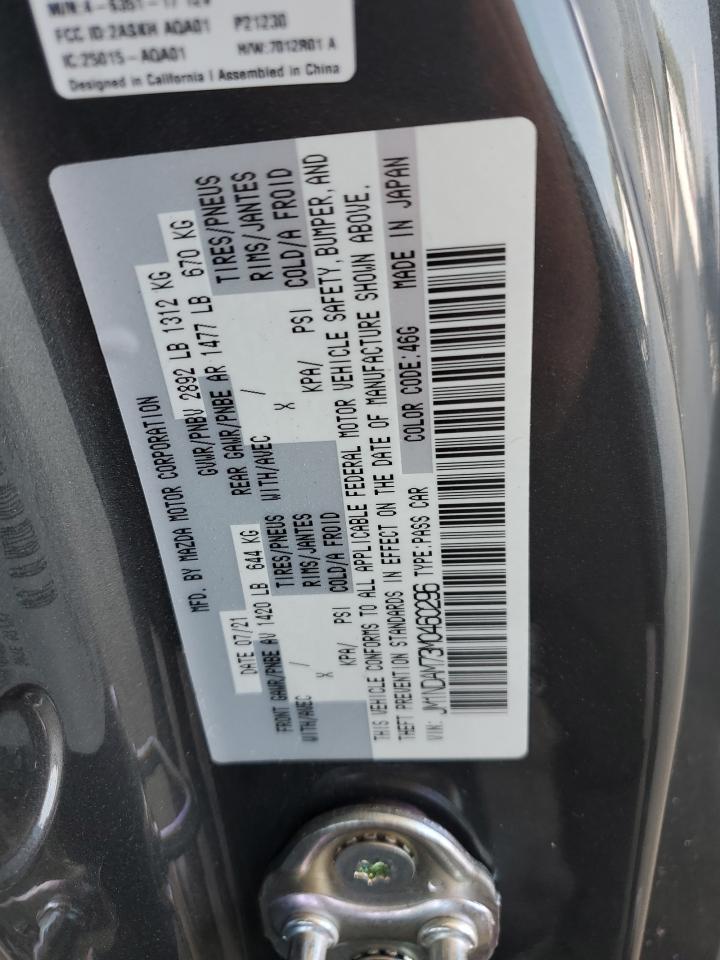 FCC ID:2ASKH AQA01 P21230
IC:25015-AQA01 H/W:7012R01 A
Designed in California | Assembled in China
MFD. BY MAZDA MOTOR CORPORATION
DATE 07/21 GVWR/PNBV 2892 LB 1312 KG
FRONT GAWR/PNBE AV 1420 LB 644 KG REAR GAWR/PNBE AR 1477 LB 670 KG
WITH/AVEC TIRES/PNEUS WITH/AVEC TIRES/PNEUS
/ RIMS/JANTES / RIMS/JANTES
X COLD/A FROID X COLD/A FROID
KPA/ PSI KPA/ PSI
THIS VEHICLE CONFORMS TO ALL APPLICABLE FEDERAL MOTOR VEHICLE SAFETY, BUMPER, AND
THEFT PREVENTION STANDARDS IN EFFECT ON THE DATE OF MANUFACTURE SHOWN ABOVE.
VIN: JM1NDAM73M0460296 TYPE:PASS CAR COLOR CODE:46G MADE IN JAPAN